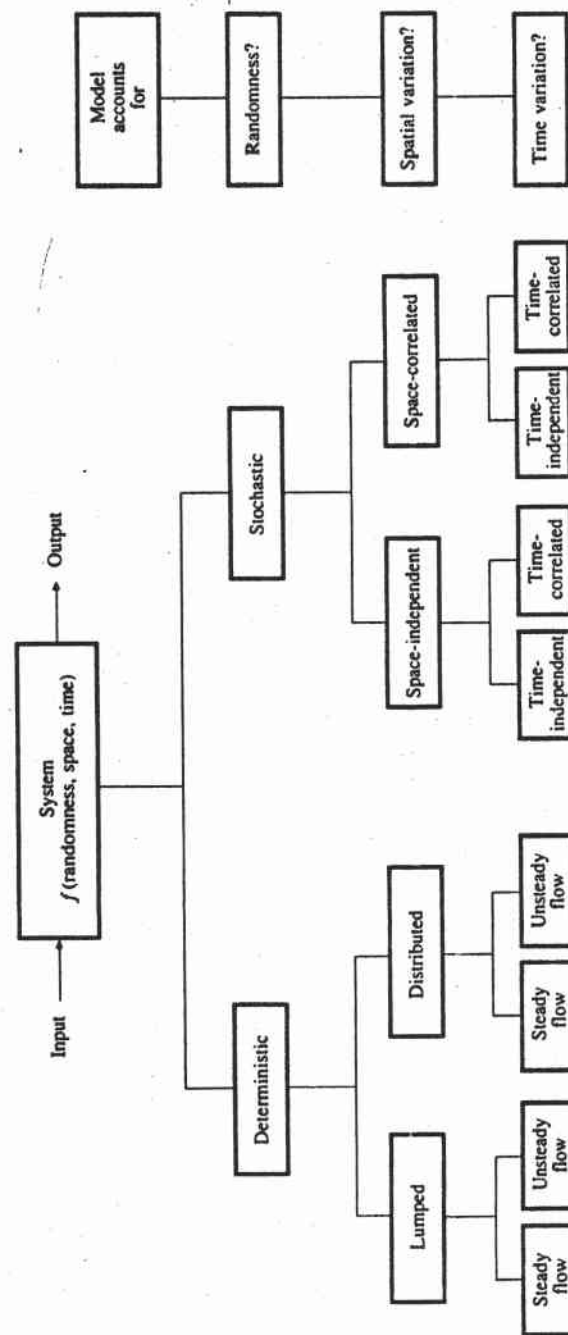 System
f(randomness, space, time)
Input
Output
Model
accounts
for
Deterministic
Stochastic
Randomness?
Lumped
Distributed
Space-independent
Space-correlated
Spatial variation?
Steady
flow
Unsteady
flow
Steady
flow
Unsteady
flow
Time-
independent
Time-
correlated
Time-
independent
Time-
correlated
Time variation?